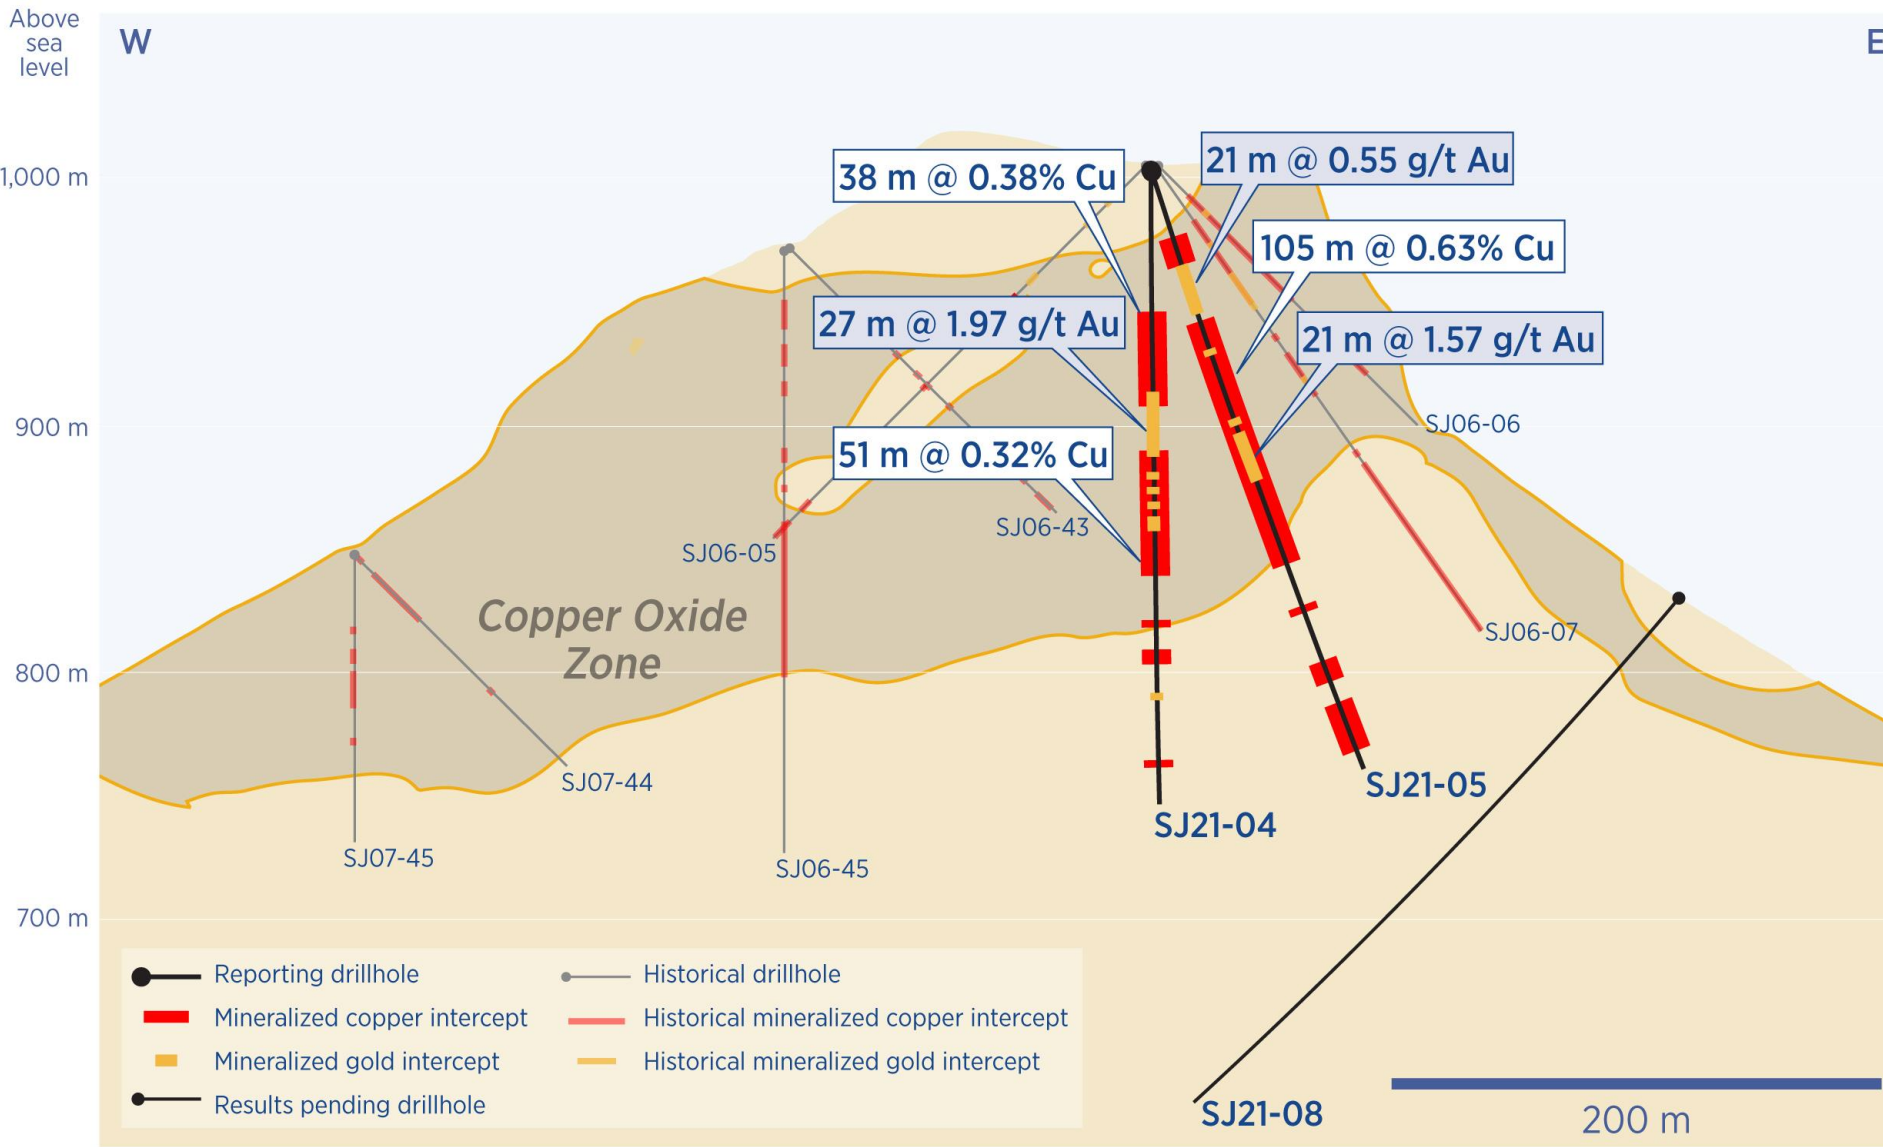 Above
sea
level
W
E
1,000 m
900 m
800 m
700 m
38 m @ 0.38% Cu
21 m @ 0.55 g/t Au
105 m @ 0.63% Cu
27 m @ 1.97 g/t Au
21 m @ 1.57 g/t Au
51 m @ 0.32% Cu
SJ06-06
SJ06-43
SJ06-05
Copper Oxide
Zone
SJ06-07
SJ07-44
SJ21-05
SJ21-04
SJ07-45
SJ06-45
Reporting drillhole
Historical drillhole
Mineralized copper intercept
Historical mineralized copper intercept
Mineralized gold intercept
Historical mineralized gold intercept
Results pending drillhole
SJ21-08
200 m